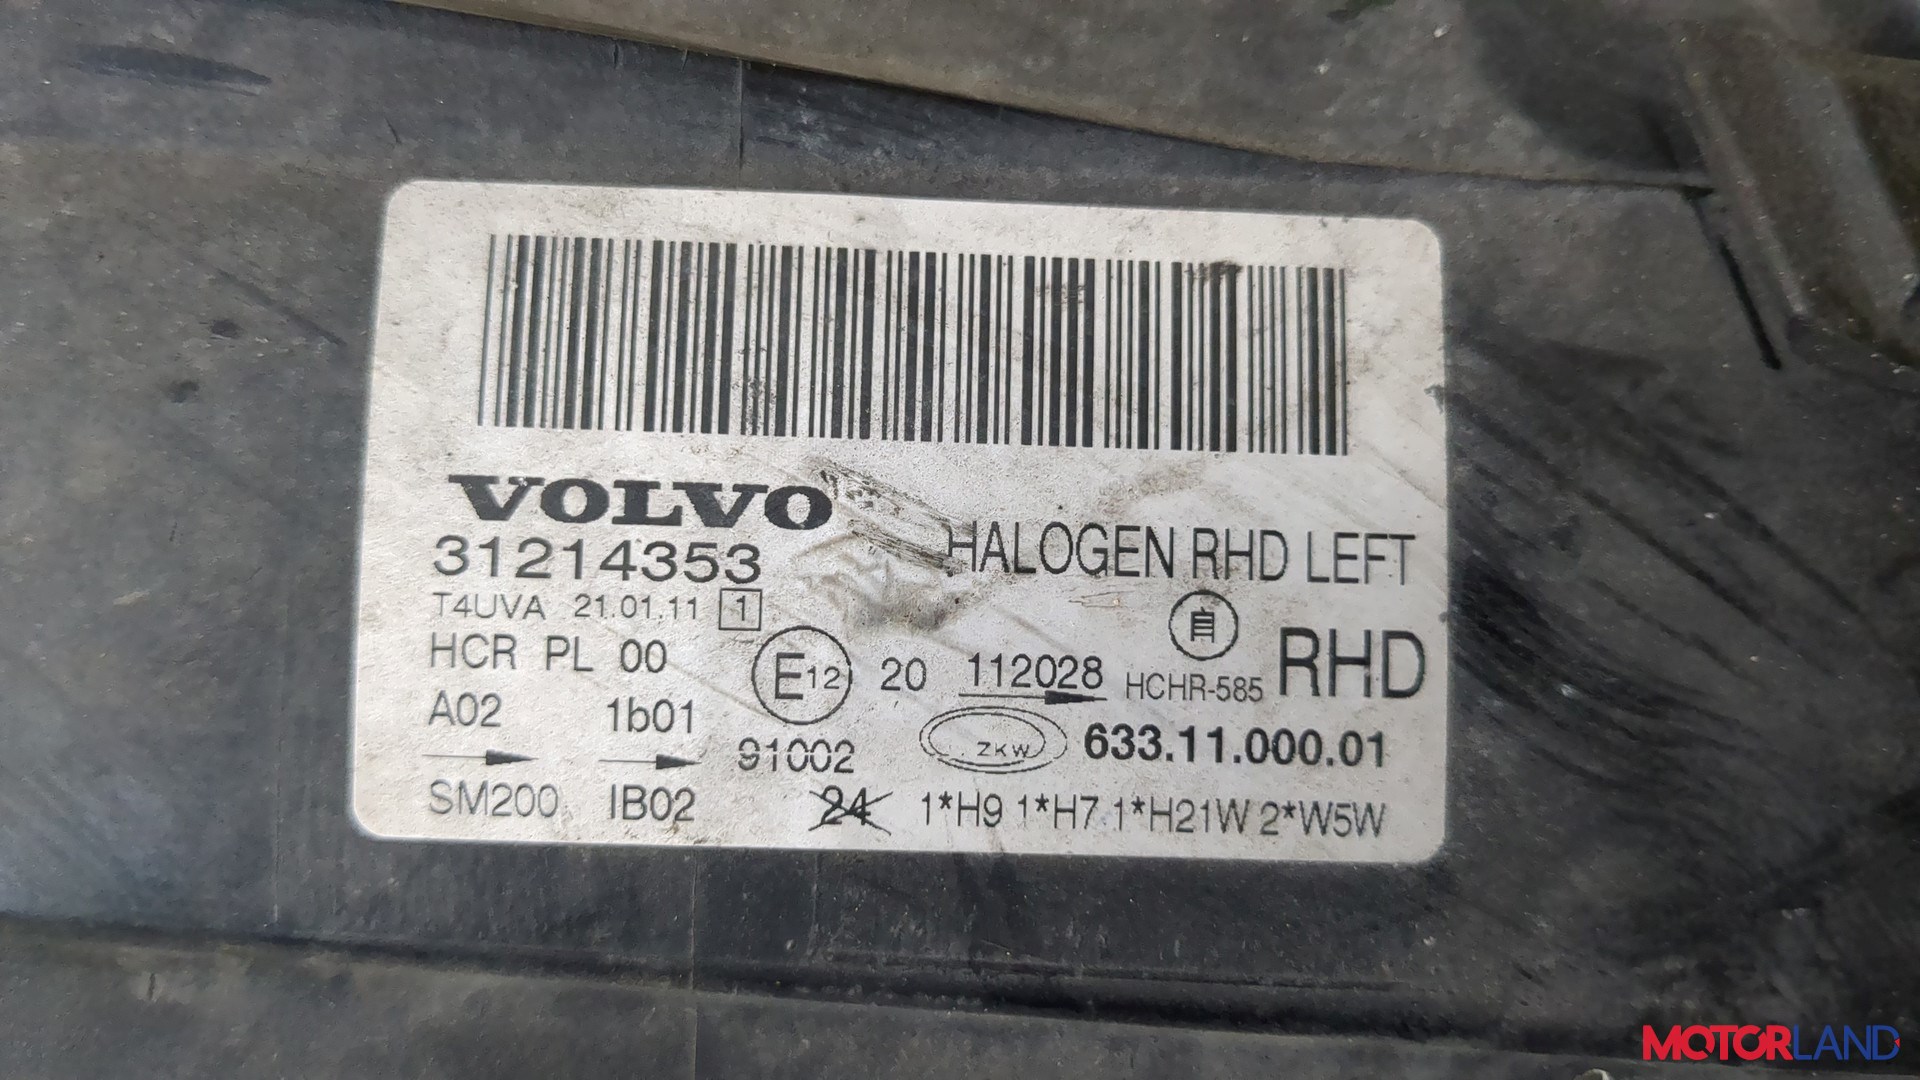 VOLVO
31214353 HALOGEN RHD LEFT
T4UVA 21.01.11 1
HCR PL 00 E12 20 112028 HCHR-585 自 RHD
A02 1b01 91002 ZKW 633.11.000.01
SM200 IB02 24 1*H9 1*H7 1*H21W 2*W5W
MOTORLAND